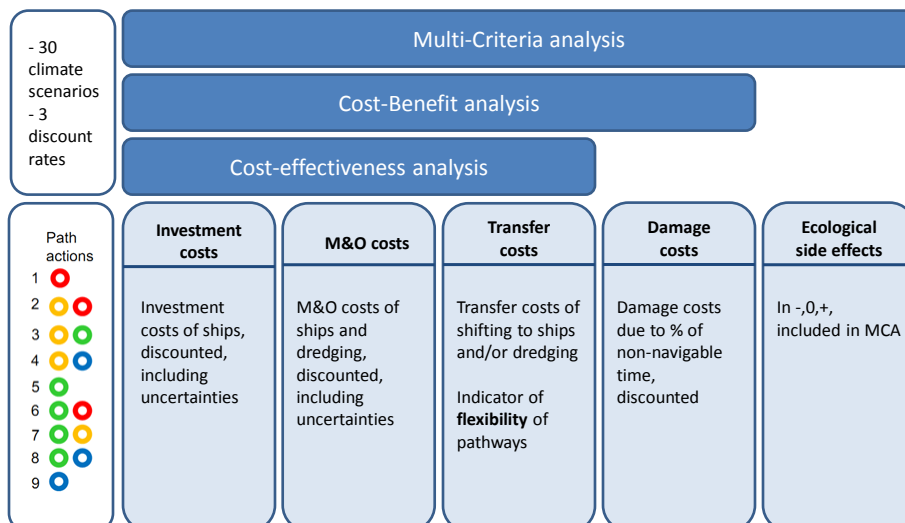 - 30
climate
scenarios
- 3
discount
rates
Multi-Criteria analysis
Cost-Benefit analysis
Cost-effectiveness analysis
Path
actions
1
2
3
4
5
6
7
8
9
Investment
costs
Investment
costs of ships,
discounted,
including
uncertainties
M&O costs
M&O costs of
ships and
dredging,
discounted,
including
uncertainties
Transfer
costs
Transfer costs of
shifting to ships
and/or dredging
Indicator of
flexibility of
pathways
Damage
costs
Damage costs
due to % of
non-navigable
time,
discounted
Ecological
side effects
In -,0,+,
included in MCA